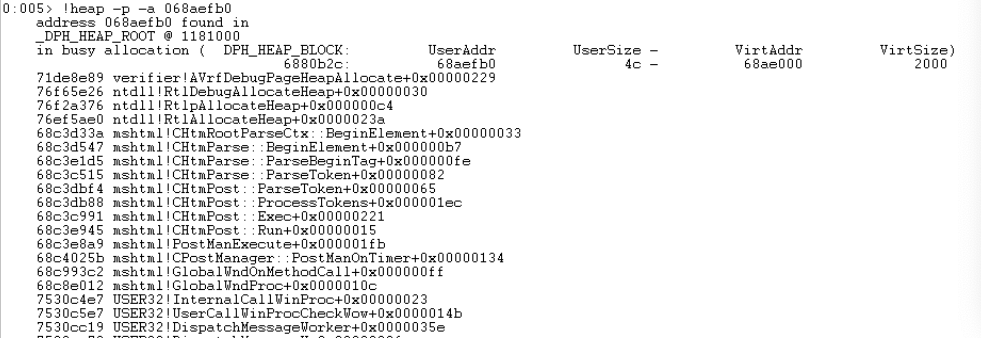 0:005> !heap -p -a 068aefb0
address 068aefb0 found in
_DPH_HEAP_ROOT @ 1181000
in busy allocation ( DPH_HEAP_BLOCK: UserAddr UserSize - VirtAddr VirtSize)
6880b2c: 68aefb0 4c - 68ae000 2000
71de8e89 verifier!AVrfDebugPageHeapAllocate+0x00000229
76f65e26 ntdll!RtlDebugAllocateHeap+0x00000030
76f2a376 ntdll!RtlpAllocateHeap+0x000000c4
76ef5ae0 ntdll!RtlAllocateHeap+0x0000023a
68c3d33a mshtml!CHtmRootParseCtx::BeginElement+0x00000033
68c3d547 mshtml!CHtmParse::BeginElement+0x000000b7
68c3e1d5 mshtml!CHtmParse::ParseBeginTag+0x000000fe
68c3c515 mshtml!CHtmParse::ParseToken+0x00000082
68c3dbf4 mshtml!CHtmPost::ParseToken+0x00000065
68c3db88 mshtml!CHtmPost::ProcessTokens+0x000001ec
68c3c991 mshtml!CHtmPost::Exec+0x00000221
68c3e945 mshtml!CHtmPost::Run+0x00000015
68c3e8a9 mshtml!PostManExecute+0x000001fb
68c4025b mshtml!CPostManager::PostManOnTimer+0x00000134
68c993c2 mshtml!GlobalWndOnMethodCall+0x000000ff
68c8e012 mshtml!GlobalWndProc+0x0000010c
7530c4e7 USER32!InternalCallWinProc+0x00000023
7530c5e7 USER32!UserCallWinProcCheckWow+0x0000014b
7530cc19 USER32!DispatchMessageWorker+0x0000035e